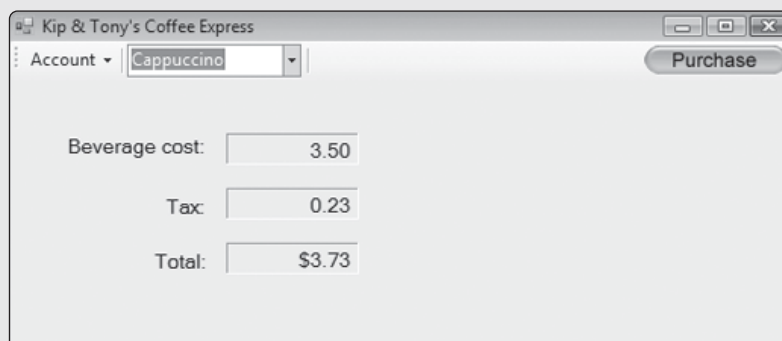 Kip & Tony's Coffee Express
Account Cappuccino Purchase
Beverage cost: 3.50
Tax: 0.23
Total: $3.73